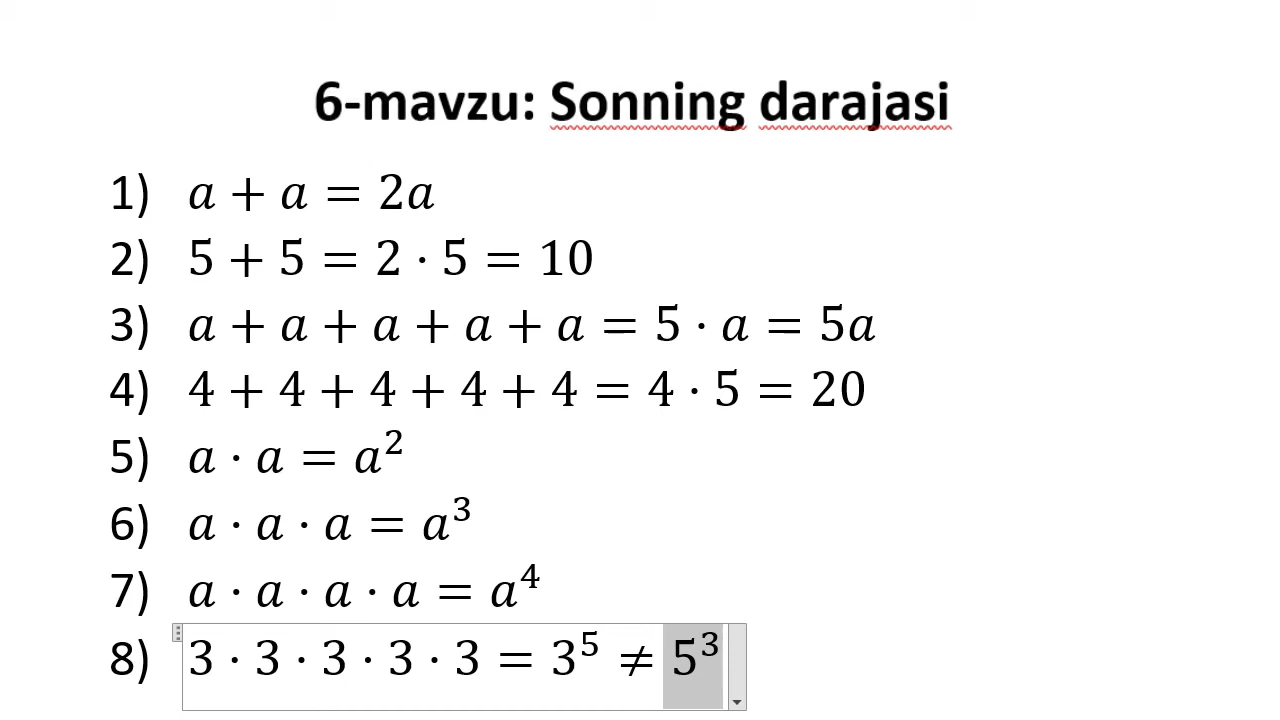 6-mavzu: Sonning darajasi
1) a + a = 2a
2) 5 + 5 = 2 · 5 = 10
3) a + a + a + a + a = 5 · a = 5a
4) 4 + 4 + 4 + 4 + 4 = 4 · 5 = 20
5) a · a = a²
6) a · a · a = a³
7) a · a · a · a = a⁴
8) 3 · 3 · 3 · 3 · 3 = 3⁵ ≠ 5³